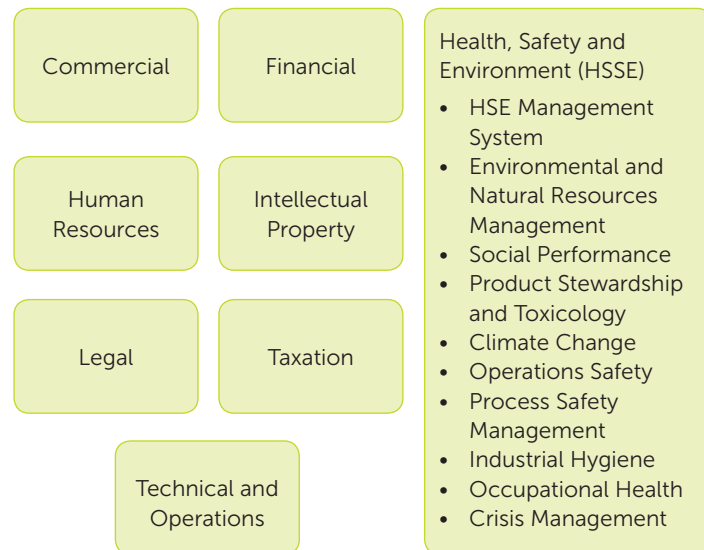 Commercial
Financial
Human
Resources
Intellectual
Property
Legal
Taxation
Technical and
Operations
Health, Safety and
Environment (HSSE)
• HSE Management
System
• Environmental and
Natural Resources
Management
• Social Performance
• Product Stewardship
and Toxicology
• Climate Change
• Operations Safety
• Process Safety
Management
• Industrial Hygiene
• Occupational Health
• Crisis Management